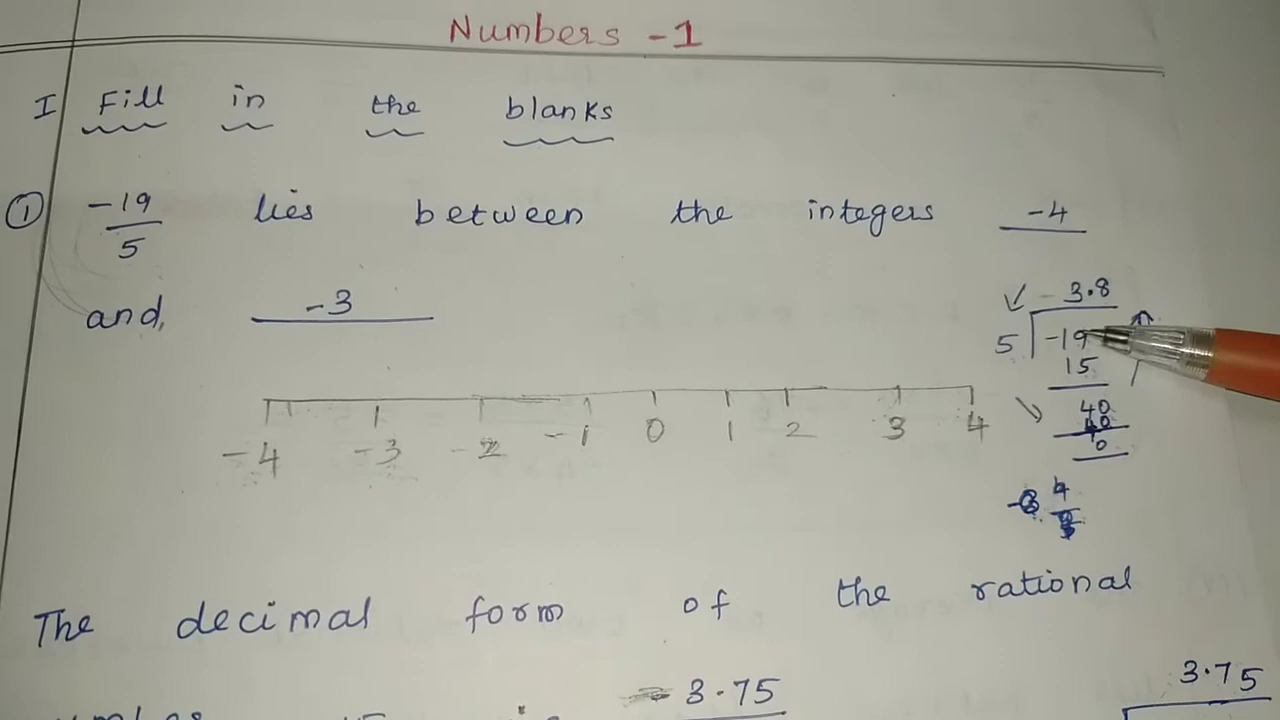 Numbers -1
I Fill in the blanks
① -19/5 lies between the integers -4
and, -3
- 3.8
5 -19
15
40
40
0
-4 -3 -2 -1 0 1 2 3 4
The decimal form of the rational
3.75
3.75